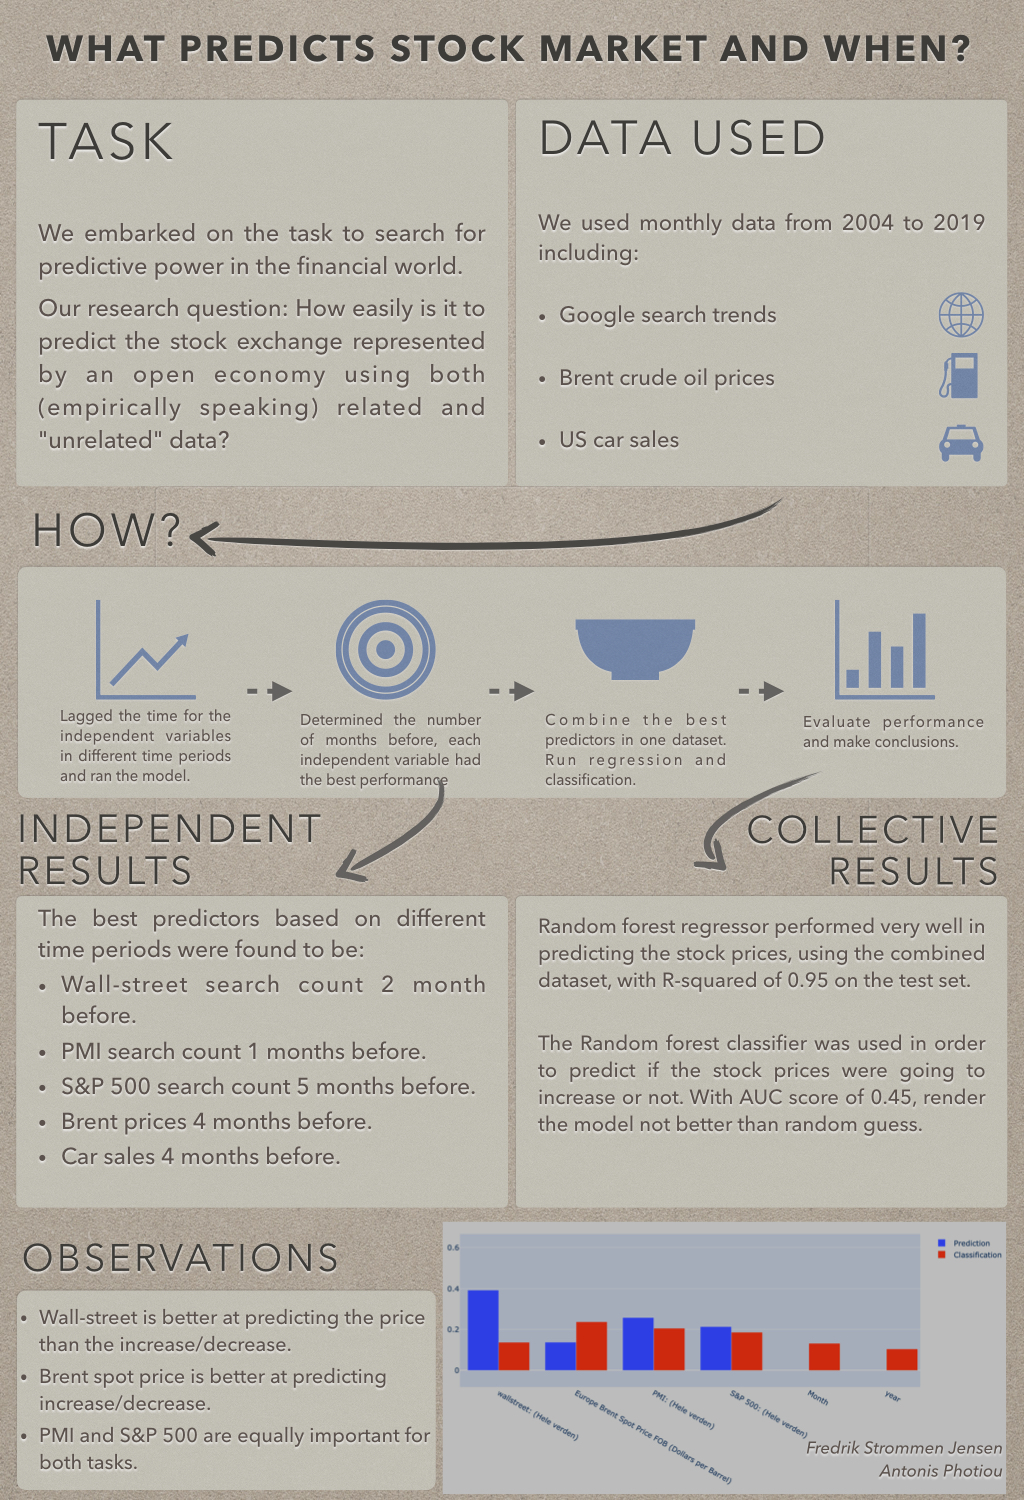 WHAT PREDICTS STOCK MARKET AND WHEN?
TASK
We embarked on the task to search for
predictive power in the financial world.
Our research question: How easily is it to
predict the stock exchange represented
by an open economy using both
(empirically speaking) related and
"unrelated" data?
DATA USED
We used monthly data from 2004 to 2019
including:
• Google search trends
• Brent crude oil prices
• US car sales
HOW?
Lagged the time for the
independent variables
in different time periods
and ran the model.
Determined the number
of months before, each
independent variable had
the best performance
Combine the best
predictors in one dataset.
Run regression and
classification.
Evaluate performance
and make conclusions.
INDEPENDENT
RESULTS
The best predictors based on different
time periods were found to be:
• Wall-street search count 2 month
before.
• PMI search count 1 months before.
• S&P 500 search count 5 months before.
• Brent prices 4 months before.
• Car sales 4 months before.
COLLECTIVE
RESULTS
Random forest regressor performed very well in
predicting the stock prices, using the combined
dataset, with R-squared of 0.95 on the test set.
The Random forest classifier was used in order
to predict if the stock prices were going to
increase or not. With AUC score of 0.45, render
the model not better than random guess.
OBSERVATIONS
• Wall-street is better at predicting the price
than the increase/decrease.
• Brent spot price is better at predicting
increase/decrease.
• PMI and S&P 500 are equally important for
both tasks.
0.6
0.4
0.2
0
Prediction
Classification
wallstreet: (Hele verden)
Europe Brent Spot Price FOB (Dollars per Barrel)
PMI: (Hele verden)
S&P 500: (Hele verden)
Month
year
Fredrik Strommen Jensen
Antonis Photiou